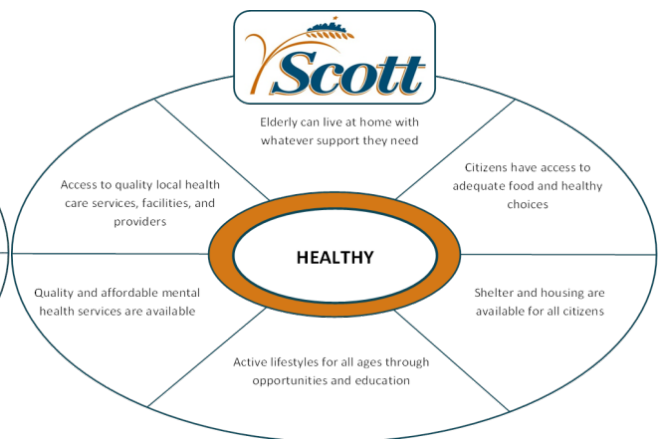 Scott
Elderly can live at home with
whatever support they need
Citizens have access to
adequate food and healthy
choices
Shelter and housing are
available for all citizens
Active lifestyles for all ages through
opportunities and education
Quality and affordable mental
health services are available
Access to quality local health
care services, facilities, and
providers
HEALTHY